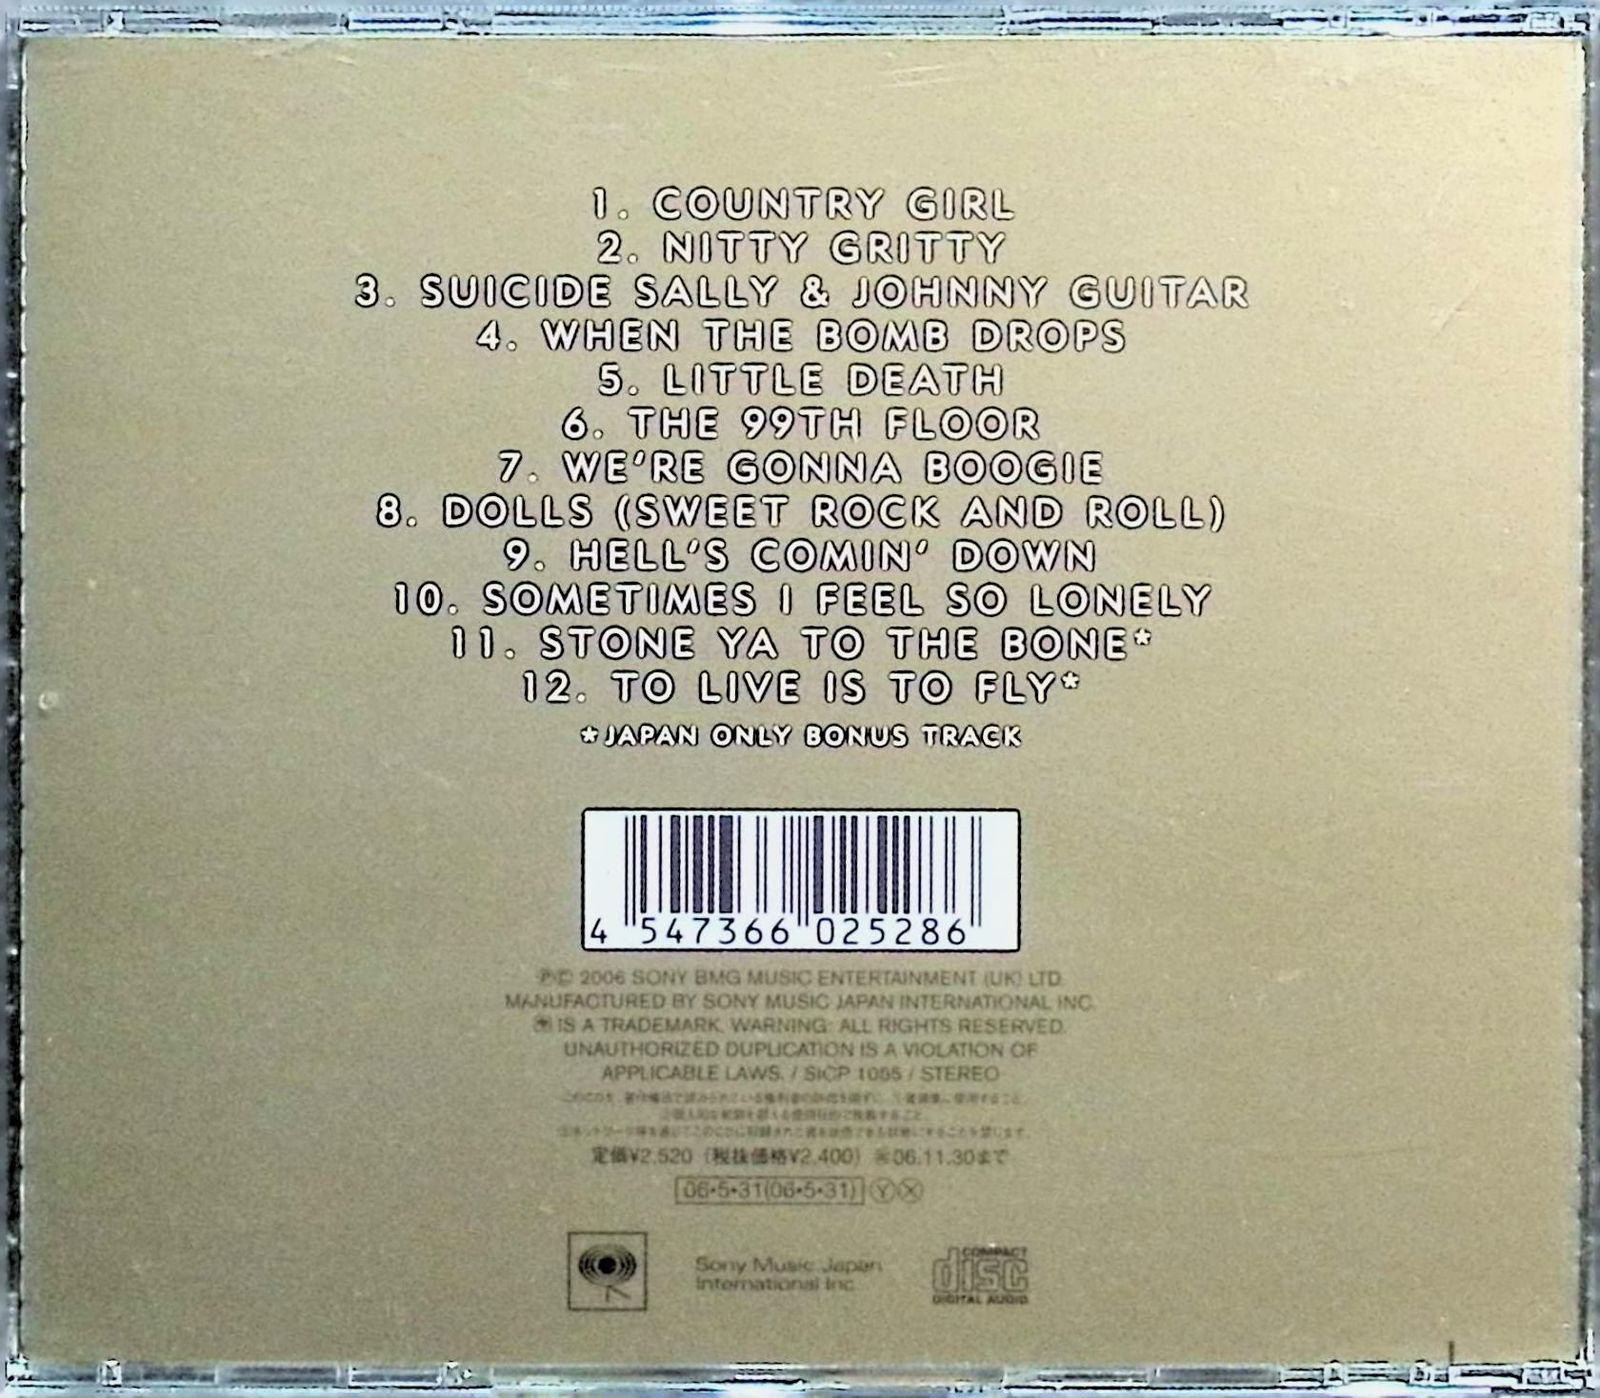 1. COUNTRY GIRL
2. NITTY GRITTY
3. SUICIDE SALLY & JOHNNY GUITAR
4. WHEN THE BOMB DROPS
5. LITTLE DEATH
6. THE 99TH FLOOR
7. WE'RE GONNA BOOGIE
8. DOLLS (SWEET ROCK AND ROLL)
9. HELL'S COMIN' DOWN
10. SOMETIMES I FEEL SO LONELY
11. STONE YA TO THE BONE*
12. TO LIVE IS TO FLY*
*JAPAN ONLY BONUS TRACK
4 547366 025286
℗© 2006 SONY BMG MUSIC ENTERTAINMENT (UK) LTD.
MANUFACTURED BY SONY MUSIC JAPAN INTERNATIONAL INC.
IS A TRADEMARK. WARNING: ALL RIGHTS RESERVED.
UNAUTHORIZED DUPLICATION IS A VIOLATION OF
APPLICABLE LAWS. / SICP / STEREO
定価¥2,520 (税抜価格¥2,400) 06.11.30まで
06·5·31(06·5·31) Ⓨ Ⓧ
Sony Music Japan
International Inc.
COMPACT
disc
DIGITAL AUDIO